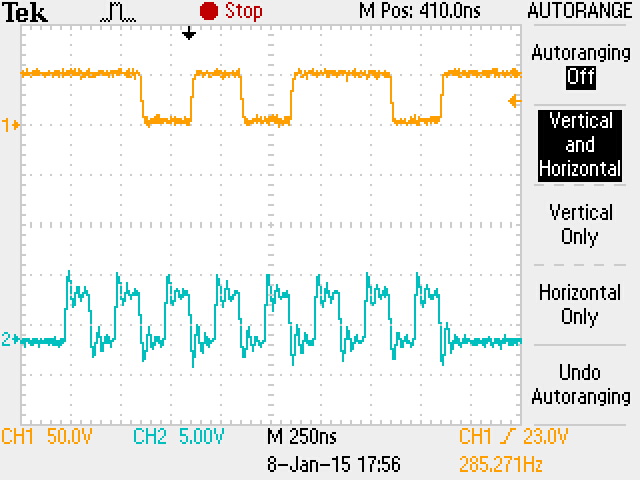 Tek Stop M Pos: 410.0ns AUTORANGE
Autoranging
Off
Vertical
and
Horizontal
Vertical
Only
Horizontal
Only
Undo
Autoranging
1
2
CH1 50.0V CH2 5.00V M 250ns CH1 23.0V
8-Jan-15 17:56 285.271Hz